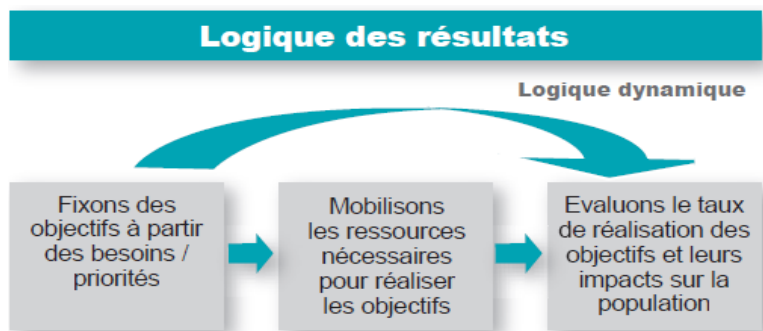 Logique des résultats
Logique dynamique
Fixons des
objectifs à partir
des besoins /
priorités
Mobilisons
les ressources
nécessaires
pour réaliser
les objectifs
Evaluons le taux
de réalisation des
objectifs et leurs
impacts sur la
population